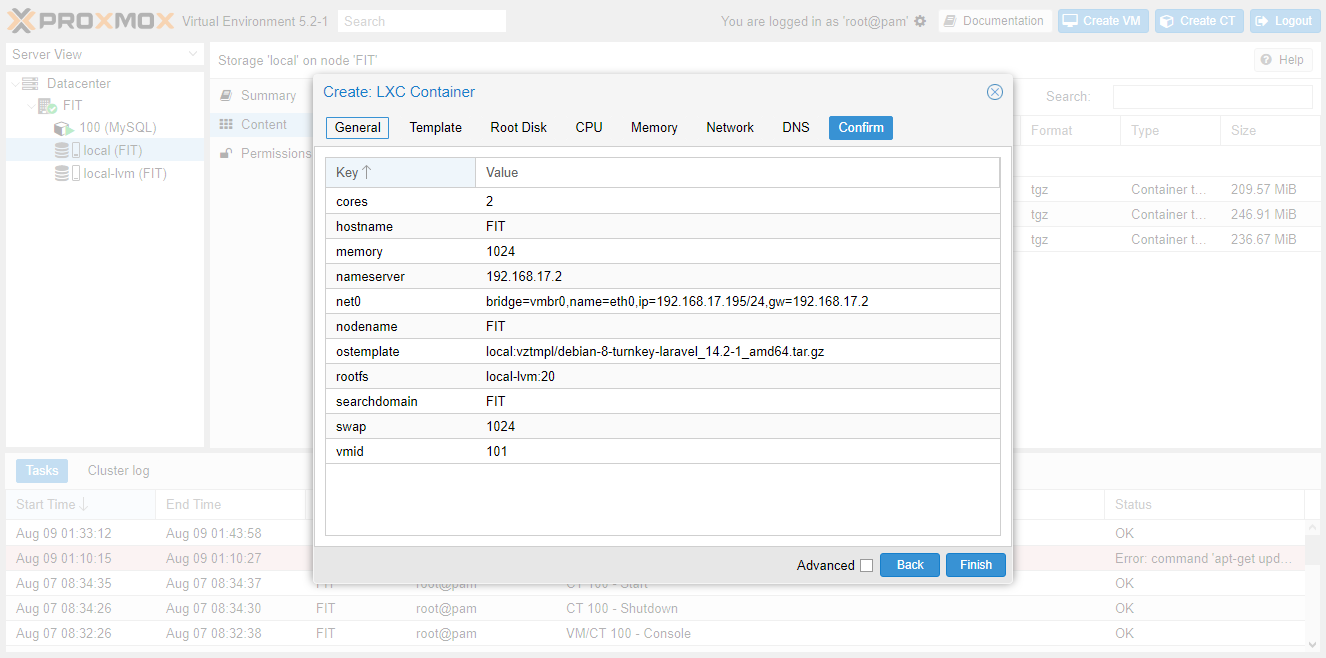 PROXMOX Virtual Environment 5.2-1 Search You are logged in as 'root@pam' Documentation Create VM Create CT Logout
Server View
Storage 'local' on node 'FIT' Help
Datacenter
FIT
100 (MySQL)
local (FIT)
local-lvm (FIT)
Summary
Content
Permissions
Search:
Format Type Size
tgz Container t... 209.57 MiB
tgz Container t... 246.91 MiB
tgz Container t... 236.67 MiB
Create: LXC Container
General Template Root Disk CPU Memory Network DNS Confirm
Key Value
cores 2
hostname FIT
memory 1024
nameserver 192.168.17.2
net0 bridge=vmbr0,name=eth0,ip=192.168.17.195/24,gw=192.168.17.2
nodename FIT
ostemplate local:vztmpl/debian-8-turnkey-laravel_14.2-1_amd64.tar.gz
rootfs local-lvm:20
searchdomain FIT
swap 1024
vmid 101
Advanced Back Finish
Tasks Cluster log
Start Time End Time Status
Aug 09 01:33:12 Aug 09 01:43:58 OK
Aug 09 01:10:15 Aug 09 01:10:27 Error: command 'apt-get upd...
Aug 07 08:34:35 Aug 07 08:34:37 FIT root@pam CT 100 - Start OK
Aug 07 08:34:26 Aug 07 08:34:30 FIT root@pam CT 100 - Shutdown OK
Aug 07 08:32:26 Aug 07 08:32:38 FIT root@pam VM/CT 100 - Console OK